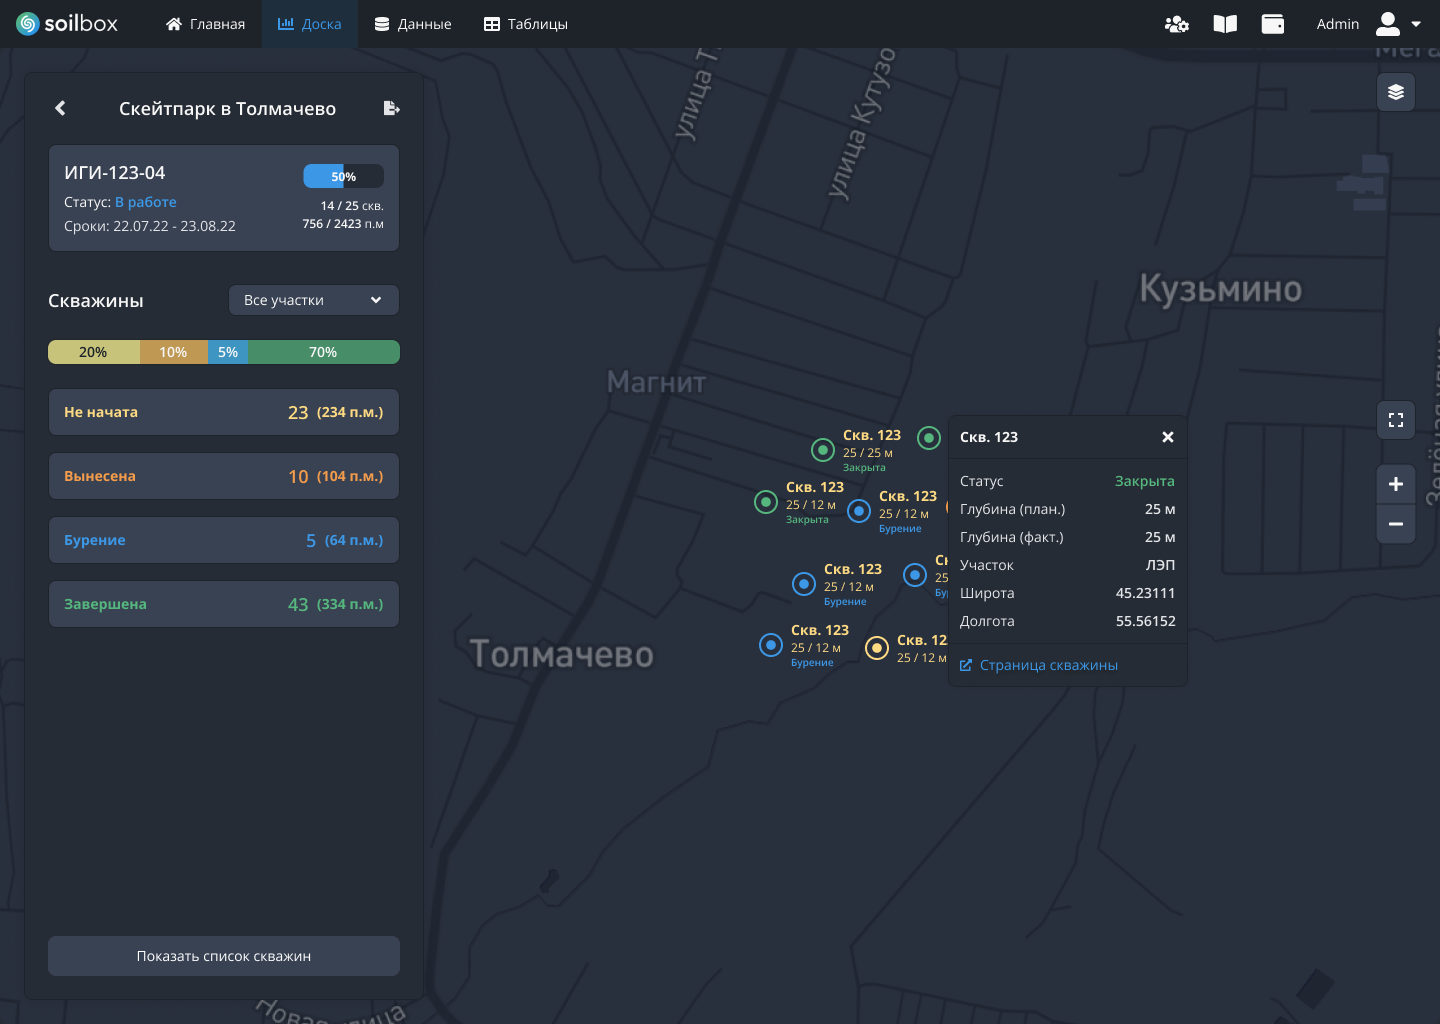 soilbox
Главная
Доска
Данные
Таблицы
Admin
Скейтпарк в Толмачево
ИГИ-123-04
50%
Статус: В работе
14 / 25 скв.
Сроки: 22.07.22 - 23.08.22
756 / 2423 п.м
Скважины
Все участки
20%
10%
5%
70%
Не начата
23 (234 п.м.)
Вынесена
10 (104 п.м.)
Бурение
5 (64 п.м.)
Завершена
43 (334 п.м.)
Показать список скважин
улица Т
улица Кутузо
Мега
Кузьмино
Магнит
Толмачево
Зелёная улица
Новая улица
Скв. 123
25 / 25 м
Закрыта
Скв. 123
25 / 12 м
Закрыта
Скв. 123
25 / 12 м
Бурение
Скв. 123
25 / 12 м
Бурение
Ск
25
Бур
Скв. 123
25 / 12 м
Бурение
Скв. 12
25 / 12 м
Скв. 123
Статус
Закрыта
Глубина (план.)
25 м
Глубина (факт.)
25 м
Участок
ЛЭП
Широта
45.23111
Долгота
55.56152
Страница скважины